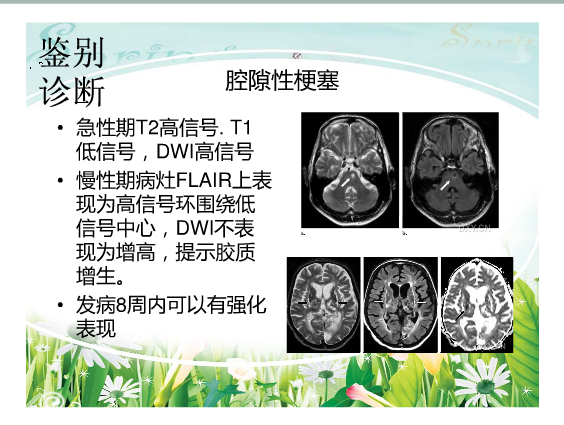 鉴别
诊断
腔隙性梗塞
• 急性期T2高信号. T1
低信号，DWI高信号
• 慢性期病灶FLAIR上表
现为高信号环围绕低
信号中心，DWI不表
现为增高，提示胶质
增生。
• 发病8周内可以有强化
表现